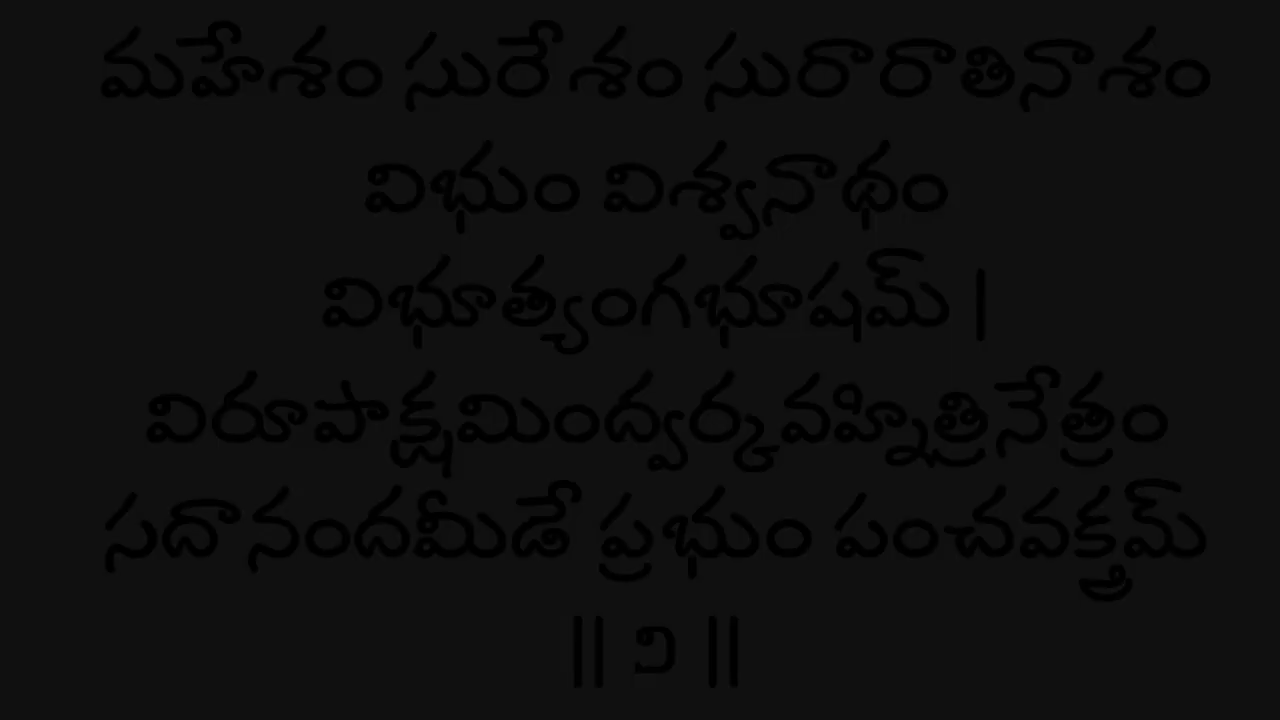 మహేశం సురేశం సురారాతినాశం
విభుం విశ్వనాథం
విభూత్యంగభూషమ్ |
విరూపాక్షమింద్వర్కవహ్నిత్రినేత్రం
సదానందమీడే ప్రభుం పంచవక్త్రమ్
|| ౨ ||